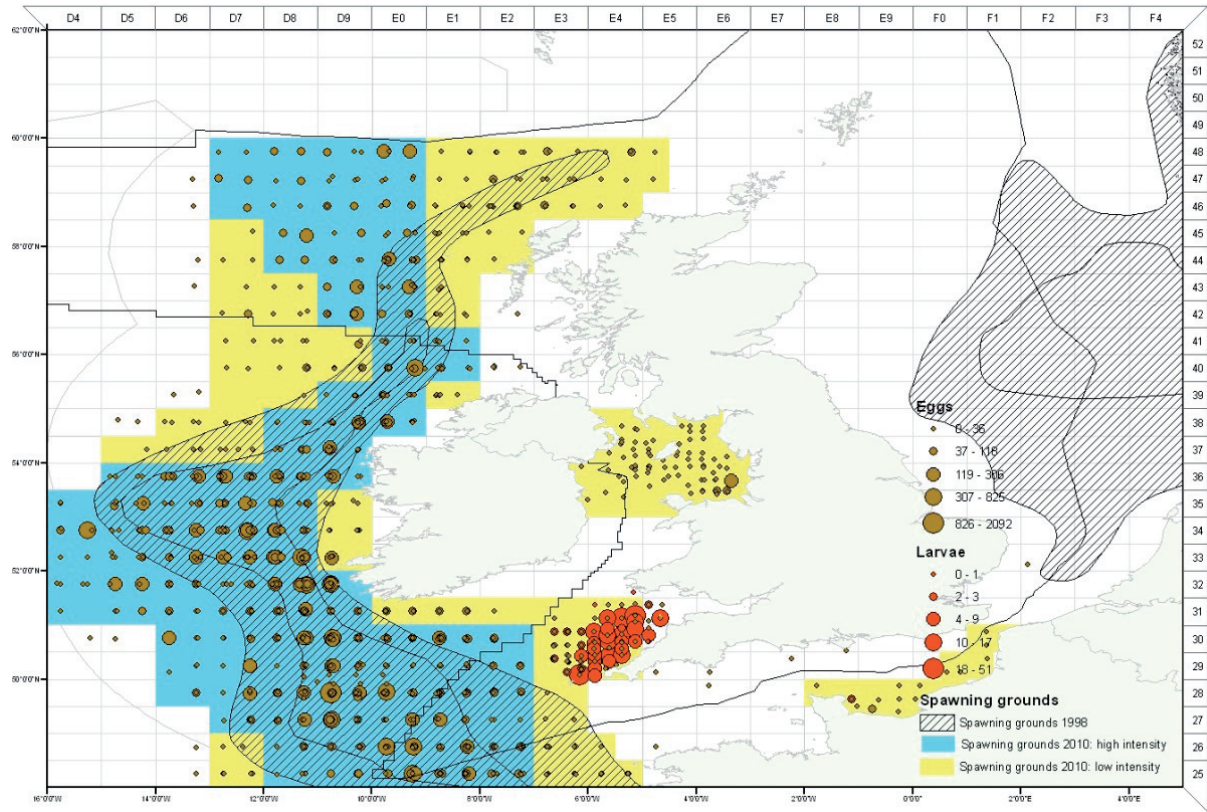 D4 D5 D6 D7 D8 D9 E0 E1 E2 E3 E4 E5 E6 E7 E8 E9 F0 F1 F2 F3 F4
62°0'0"N
60°0'0"N
58°0'0"N
56°0'0"N
54°0'0"N
52°0'0"N
50°0'0"N
52
51
50
49
48
47
46
45
44
43
42
41
40
39
38
37
36
35
34
33
32
31
30
29
28
27
26
25
Eggs
0 - 36
37 - 118
119 - 306
307 - 825
826 - 2092
Larvae
0 - 1
2 - 3
4 - 9
10 - 17
18 - 51
Spawning grounds
Spawning grounds 1998
Spawning grounds 2010: high intensity
Spawning grounds 2010: low intensity
16°0'0"W 14°0'0"W 12°0'0"W 10°0'0"W 8°0'0"W 6°0'0"W 4°0'0"W 2°0'0"W 0°0'0" 2°0'0"E 4°0'0"E